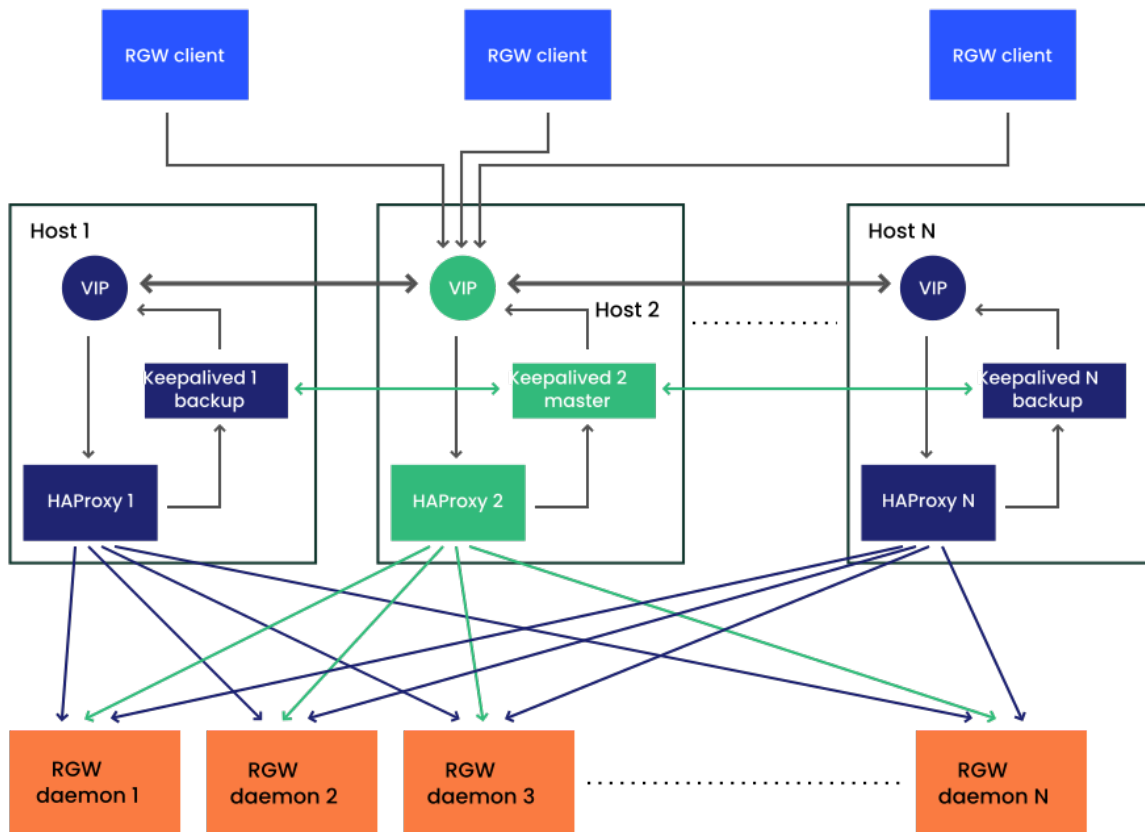 RGW client
RGW client
RGW client
Host 1
Host N
VIP
VIP
VIP
Host 2
Keepalived 1
backup
Keepalived 2
master
Keepalived N
backup
HAProxy 1
HAProxy 2
HAProxy N
RGW
daemon 1
RGW
daemon 2
RGW
daemon 3
RGW
daemon N